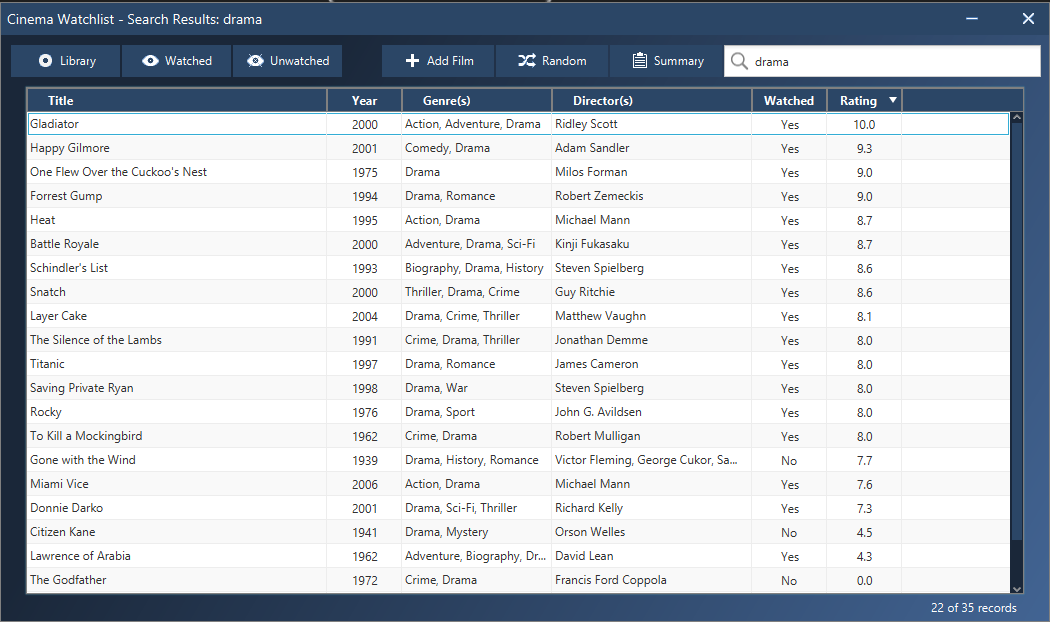 Cinema Watchlist - Search Results: drama
Library Watched Unwatched Add Film Random Summary drama
Title Year Genre(s) Director(s) Watched Rating
Gladiator 2000 Action, Adventure, Drama Ridley Scott Yes 10.0
Happy Gilmore 2001 Comedy, Drama Adam Sandler Yes 9.3
One Flew Over the Cuckoo's Nest 1975 Drama Milos Forman Yes 9.0
Forrest Gump 1994 Drama, Romance Robert Zemeckis Yes 9.0
Heat 1995 Action, Drama Michael Mann Yes 8.7
Battle Royale 2000 Adventure, Drama, Sci-Fi Kinji Fukasaku Yes 8.7
Schindler's List 1993 Biography, Drama, History Steven Spielberg Yes 8.6
Snatch 2000 Thriller, Drama, Crime Guy Ritchie Yes 8.6
Layer Cake 2004 Drama, Crime, Thriller Matthew Vaughn Yes 8.1
The Silence of the Lambs 1991 Crime, Drama, Thriller Jonathan Demme Yes 8.0
Titanic 1997 Drama, Romance James Cameron Yes 8.0
Saving Private Ryan 1998 Drama, War Steven Spielberg Yes 8.0
Rocky 1976 Drama, Sport John G. Avildsen Yes 8.0
To Kill a Mockingbird 1962 Crime, Drama Robert Mulligan Yes 8.0
Gone with the Wind 1939 Drama, History, Romance Victor Fleming, George Cukor, Sa... No 7.7
Miami Vice 2006 Action, Drama Michael Mann Yes 7.6
Donnie Darko 2001 Drama, Sci-Fi, Thriller Richard Kelly Yes 7.3
Citizen Kane 1941 Drama, Mystery Orson Welles No 4.5
Lawrence of Arabia 1962 Adventure, Biography, Dr... David Lean Yes 4.3
The Godfather 1972 Crime, Drama Francis Ford Coppola No 0.0
22 of 35 records